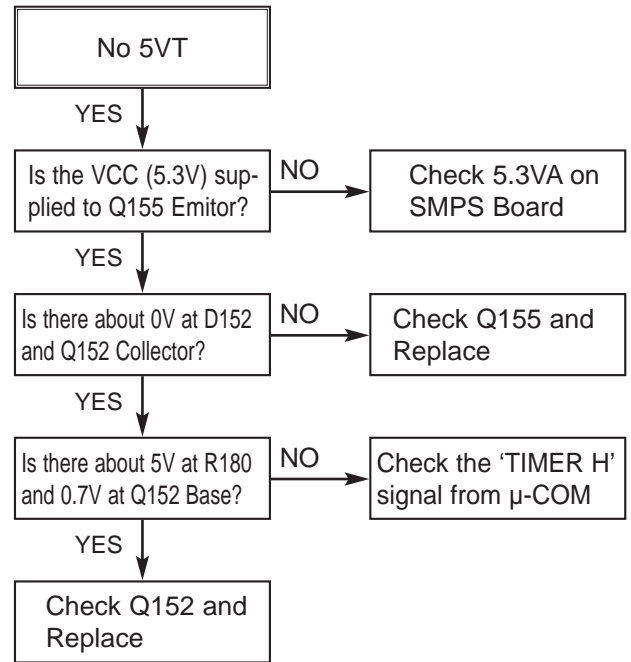 No 5VT
YES
Is the VCC (5.3V) sup-
plied to Q155 Emitor?
NO
Check 5.3VA on
SMPS Board
YES
Is there about 0V at D152
and Q152 Collector?
NO
Check Q155 and
Replace
YES
Is there about 5V at R180
and 0.7V at Q152 Base?
NO
Check the ‘TIMER H’
signal from µ-COM
YES
Check Q152 and
Replace